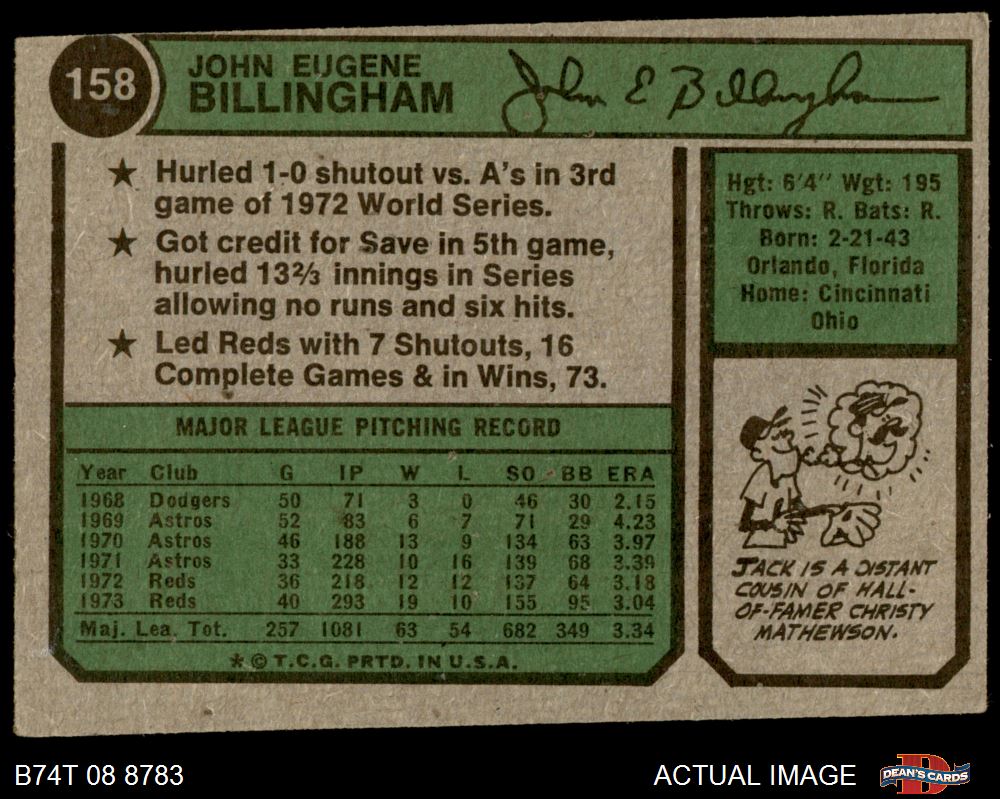 158
JOHN EUGENE
BILLINGHAM
John E Billingham
★ Hurled 1-0 shutout vs. A's in 3rd
game of 1972 World Series.
★ Got credit for Save in 5th game,
hurled 13⅔ innings in Series
allowing no runs and six hits.
★ Led Reds with 7 Shutouts, 16
Complete Games & in Wins, 73.
Hgt: 6'4" Wgt: 195
Throws: R. Bats: R.
Born: 2-21-43
Orlando, Florida
Home: Cincinnati
Ohio
MAJOR LEAGUE PITCHING RECORD
Year Club G IP W L SO BB ERA
1968 Dodgers 50 71 3 0 46 30 2.15
1969 Astros 52 83 6 7 71 29 4.23
1970 Astros 46 188 13 9 134 63 3.97
1971 Astros 33 228 10 16 139 68 3.39
1972 Reds 36 218 12 12 137 64 3.18
1973 Reds 40 293 19 10 155 95 3.04
Maj. Lea. Tot. 257 1081 63 54 682 349 3.34
* © T.C.G. PRTD. IN U.S.A.
JACK IS A DISTANT
COUSIN OF HALL-
OF-FAMER CHRISTY
MATHEWSON.
B74T 08 8783
ACTUAL IMAGE
DEAN'S CARDS